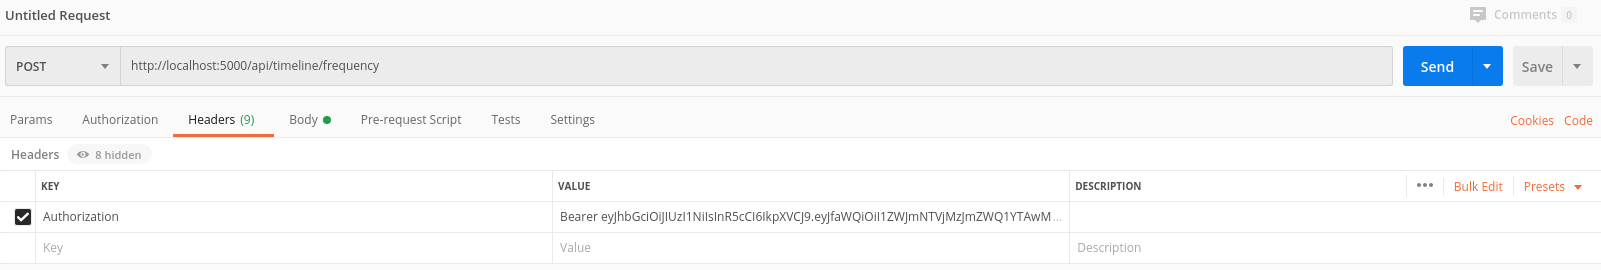 Untitled Request
Comments 0
POST http://localhost:5000/api/timeline/frequency Send Save
Params Authorization Headers (9) Body Pre-request Script Tests Settings Cookies Code
Headers 8 hidden
KEY VALUE DESCRIPTION ••• Bulk Edit Presets
Authorization Bearer eyJhbGciOiJIUzI1NiIsInR5cCI6IkpXVCJ9.eyJfaWQiOiI1ZWJmNTVjMzJmZWQ1YTAwM...
Key Value Description